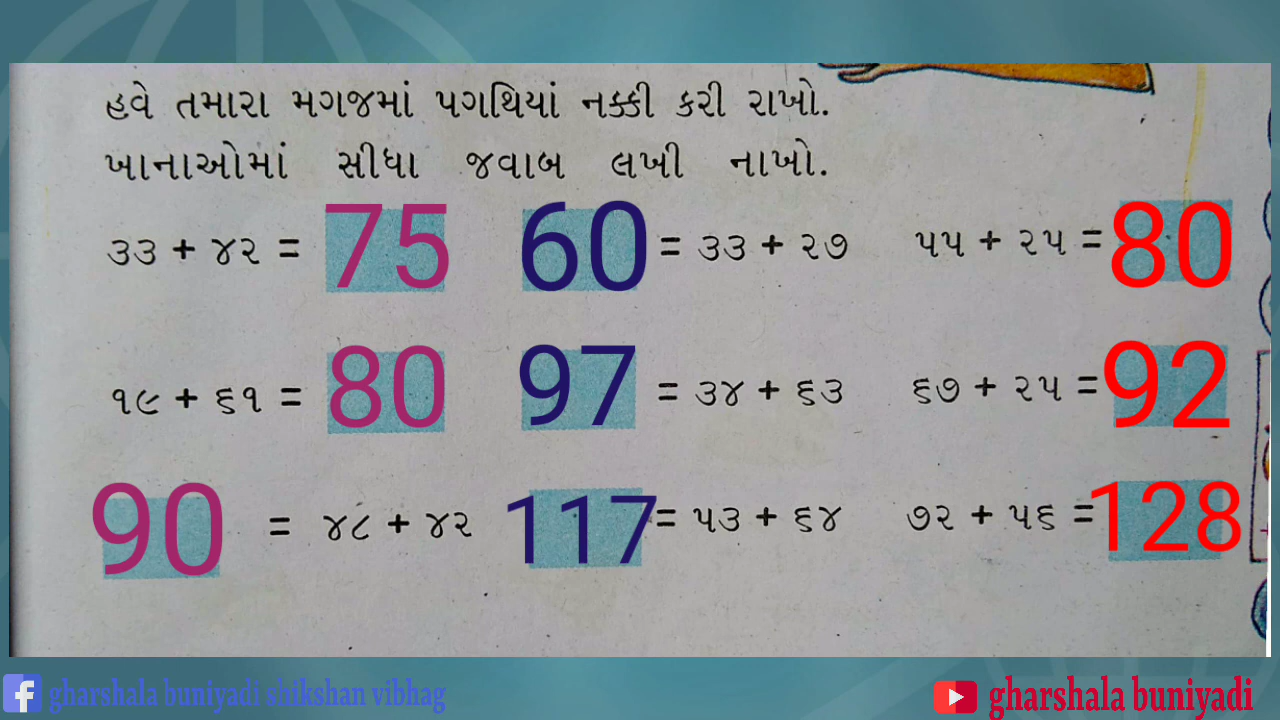 હવે તમારા મગજમાં પગથિયાં નક્કી કરી રાખો.
ખાનાઓમાં સીધા જવાબ લખી નાખો.
૩૩ + ૪૨ = 75 60 = ૩૩ + ૨૭ ૫૫ + ૨૫ = 80
૧૯ + ૬૧ = 80 97 = ૩૪ + ૬૩ ૬૭ + ૨૫ = 92
90 = ૪૮ + ૪૨ 117 = ૫૩ + ૬૪ ૭૨ + ૫૬ = 128
gharshala buniyadi shikshan vibhag gharshala buniyadi